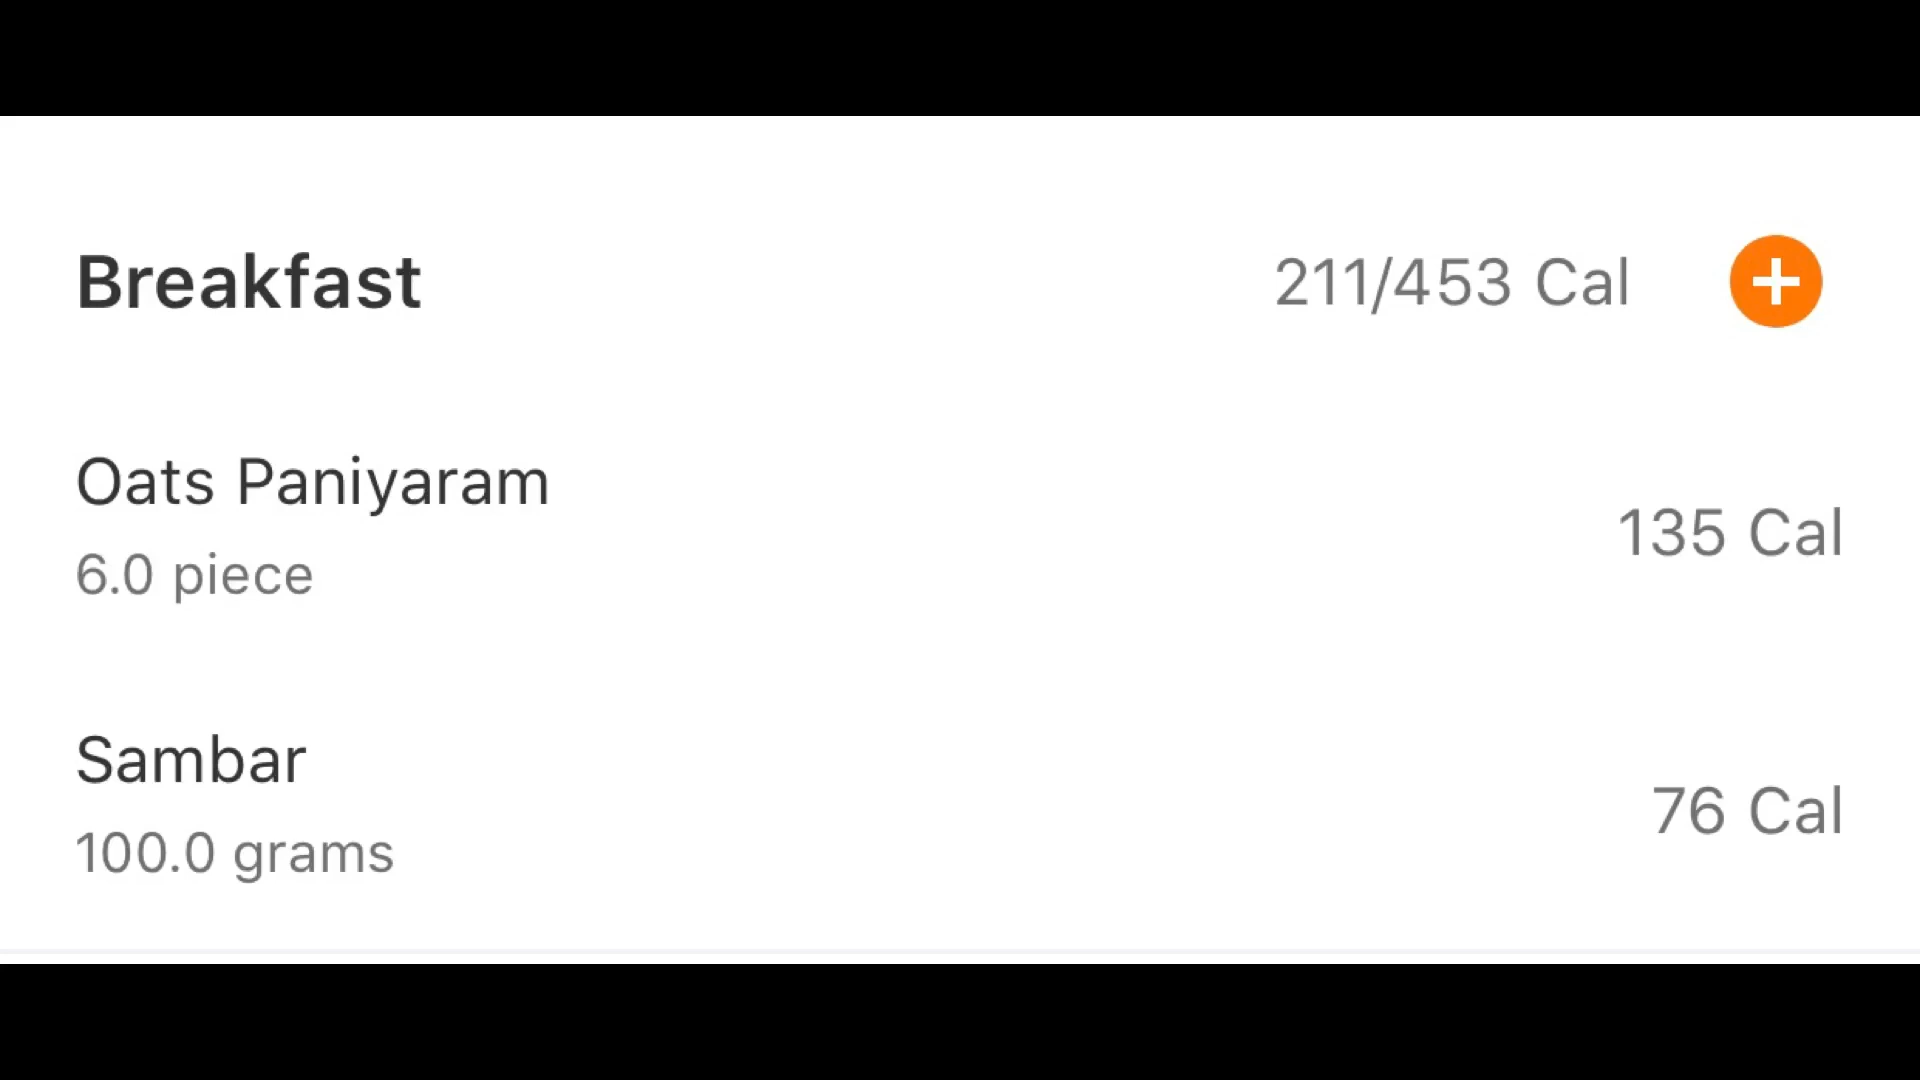 Breakfast
211/453 Cal
Oats Paniyaram
6.0 piece
135 Cal
Sambar
100.0 grams
76 Cal